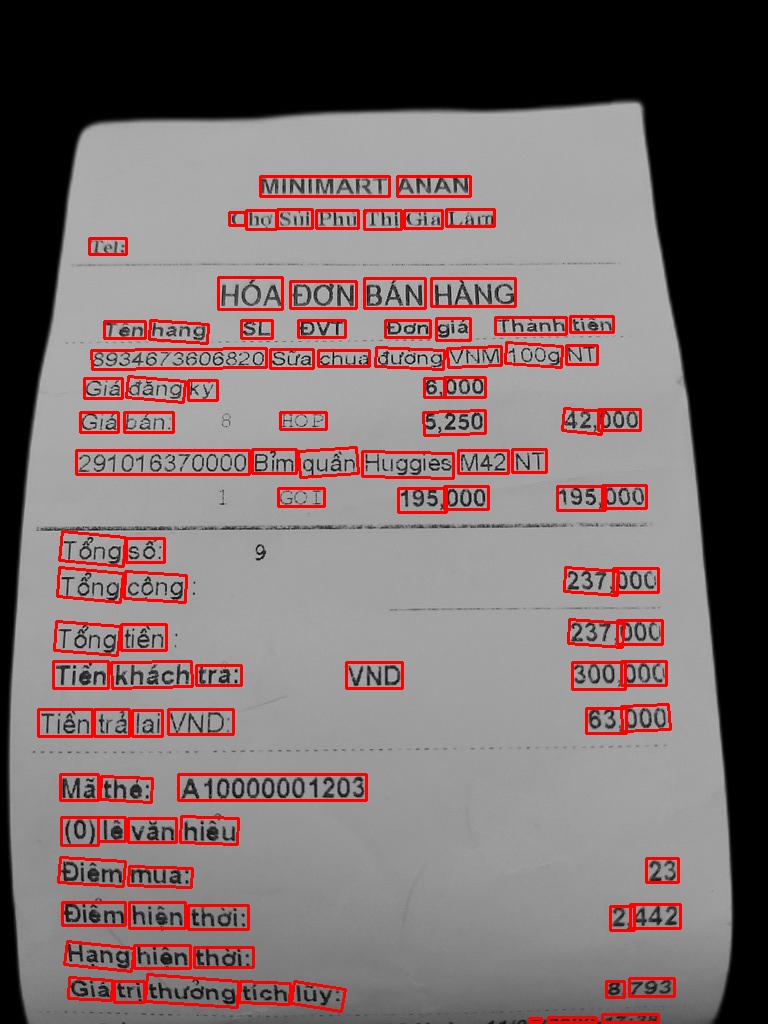 MINIMART ANAN
Chợ Sủi Phú Thị Gia Lâm
Tel:
HÓA ĐƠN BÁN HÀNG
Tên hàng SL ĐVT Đơn giá Thành tiền
8934673606820 Sữa chua đường VNM 100g NT
Giá đăng ký 6,000
Giá bán: 8 HOP 5,250 42,000
291016370000 Bỉm quần Huggies M42 NT
1 GOI 195,000 195,000
Tổng số: 9
Tổng cộng : 237,000
Tổng tiền : 237,000
Tiền khách trả: VND 300,000
Tiền trả lại VND: 63,000
Mã thẻ: A10000001203
(0) lê văn hiếu
Điểm mua: 23
Điểm hiện thời: 2,442
Hạng hiện thời:
Giá trị thưởng tích lũy: 8 793